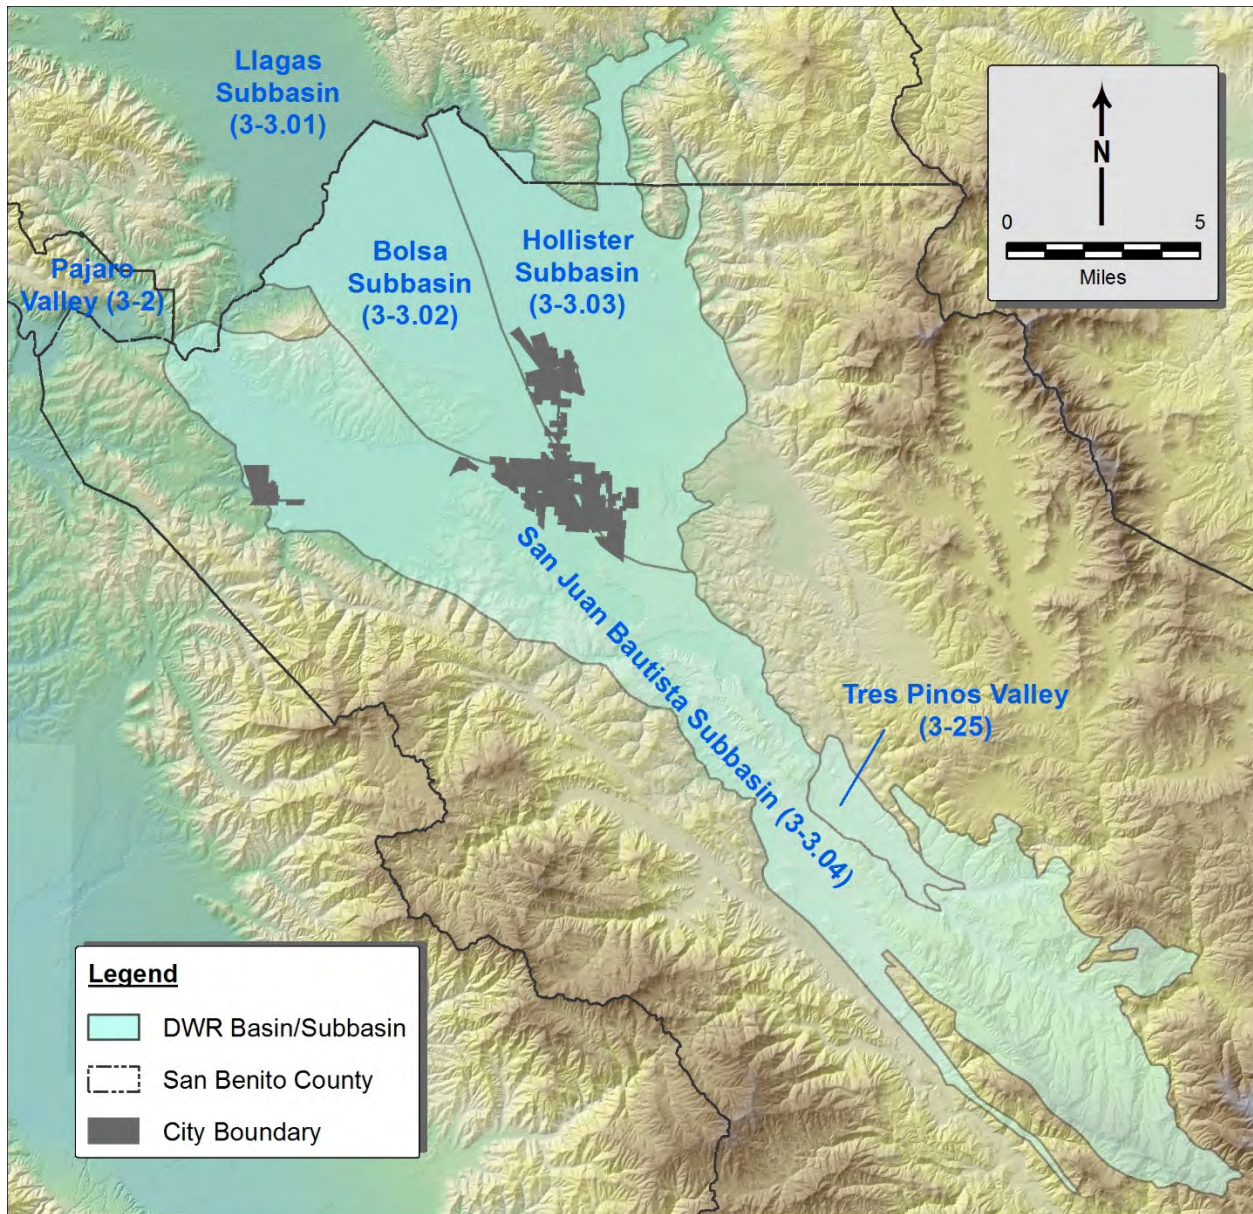 Llagas
Subbasin
(3-3.01)
N
0 5
Miles
Hollister
Subbasin
(3-3.03)
Bolsa
Subbasin
(3-3.02)
Pajaro
Valley (3-2)
San Juan Bautista Subbasin (3-3.04)
Tres Pinos Valley
(3-25)
Legend
DWR Basin/Subbasin
San Benito County
City Boundary